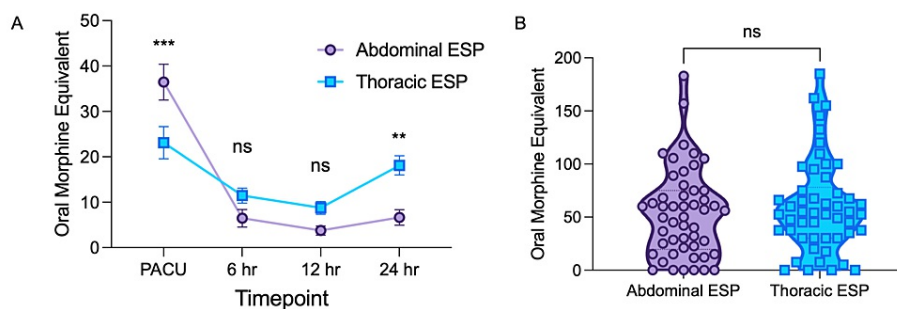 A
Oral Morphine Equivalent
50
40
30
20
10
0
***
ns
ns
**
Abdominal ESP
Thoracic ESP
PACU 6 hr 12 hr 24 hr
Timepoint
B
Oral Morphine Equivalent
200
150
100
50
0
ns
Abdominal ESP Thoracic ESP